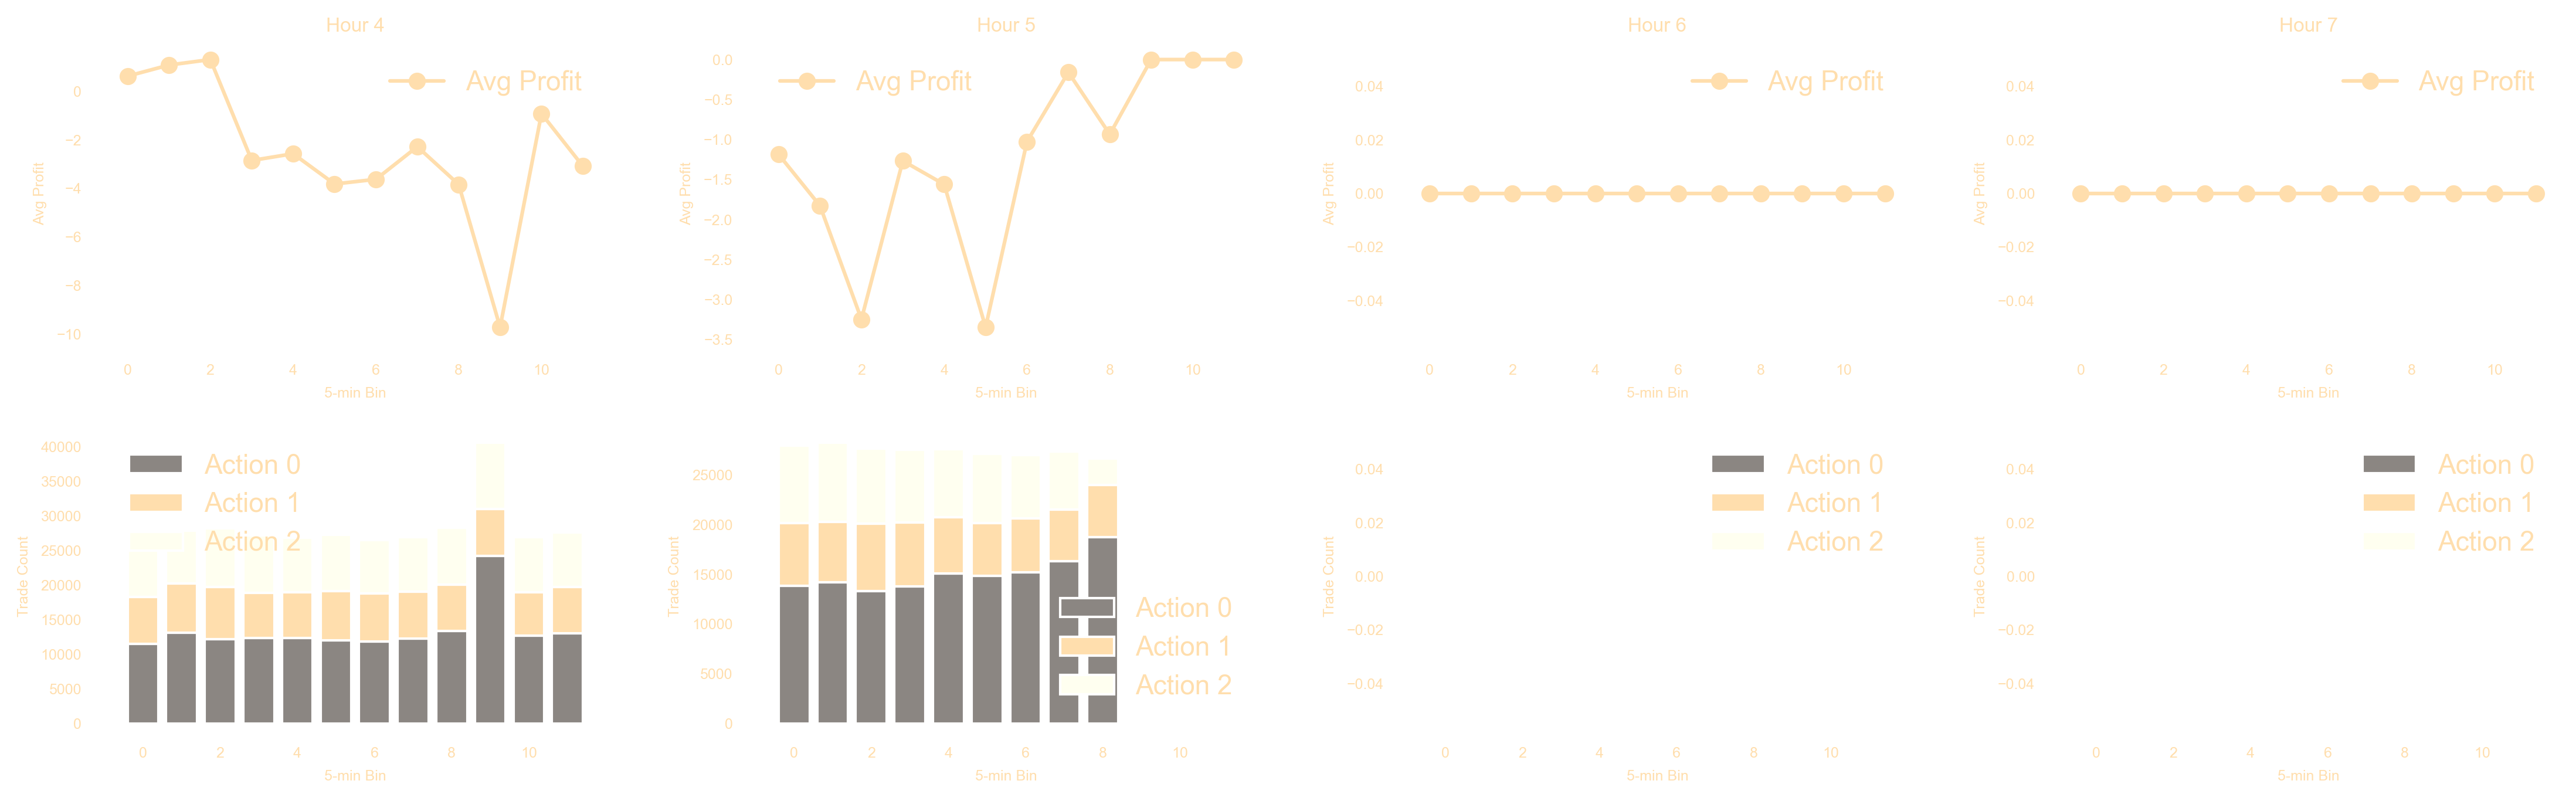 Hour 4
Avg Profit
Avg Profit
0
−2
−4
−6
−8
−10
0 2 4 6 8 10
5-min Bin
Hour 5
Avg Profit
Avg Profit
0.0
−0.5
−1.0
−1.5
−2.0
−2.5
−3.0
−3.5
0 2 4 6 8 10
5-min Bin
Hour 6
Avg Profit
Avg Profit
0.04
0.02
0.00
−0.02
−0.04
0 2 4 6 8 10
5-min Bin
Hour 7
Avg Profit
Avg Profit
0.04
0.02
0.00
−0.02
−0.04
0 2 4 6 8 10
5-min Bin
Trade Count
40000
35000
30000
25000
20000
15000
10000
5000
0
Action 0
Action 1
Action 2
0 2 4 6 8 10
5-min Bin
Trade Count
25000
20000
15000
10000
5000
0
Action 0
Action 1
Action 2
0 2 4 6 8 10
5-min Bin
Trade Count
0.04
0.02
0.00
−0.02
−0.04
Action 0
Action 1
Action 2
0 2 4 6 8 10
5-min Bin
Trade Count
0.04
0.02
0.00
−0.02
−0.04
Action 0
Action 1
Action 2
0 2 4 6 8 10
5-min Bin